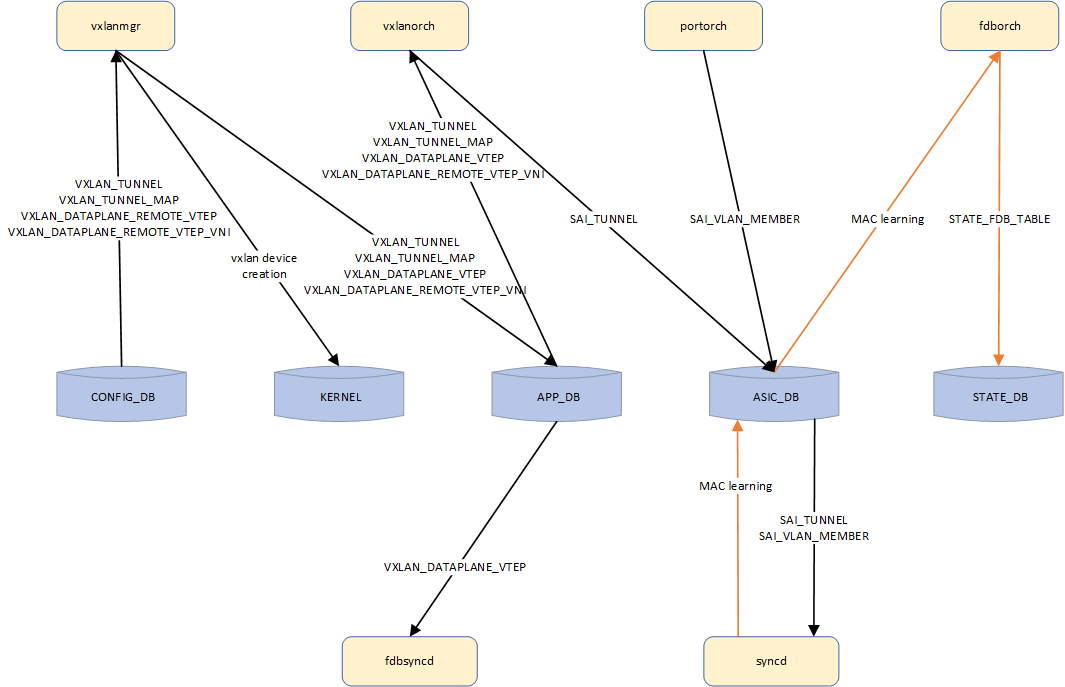 vxlanmgr
vxlanorch
portorch
fdborch
VXLAN_TUNNEL
VXLAN_TUNNEL_MAP
VXLAN_DATAPLANE_VTEP
VXLAN_DATAPLANE_REMOTE_VTEP_VNI
VXLAN_TUNNEL
VXLAN_TUNNEL_MAP
VXLAN_DATAPLANE_REMOTE_VTEP
VXLAN_DATAPLANE_REMOTE_VTEP_VNI
SAI_TUNNEL
SAI_VLAN_MEMBER
MAC learning
STATE_FDB_TABLE
vxlan device
creation
VXLAN_TUNNEL
VXLAN_TUNNEL_MAP
VXLAN_DATAPLANE_VTEP
VXLAN_DATAPLANE_REMOTE_VTEP_VNI
CONFIG_DB
KERNEL
APP_DB
ASIC_DB
STATE_DB
MAC learning
SAI_TUNNEL
SAI_VLAN_MEMBER
VXLAN_DATAPLANE_VTEP
fdbsyncd
syncd